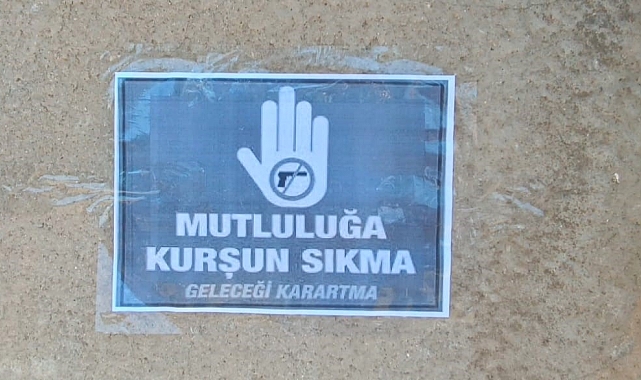 MUTLULUĞA
KURŞUN SIKMA
GELECEĞİ KARARTMA